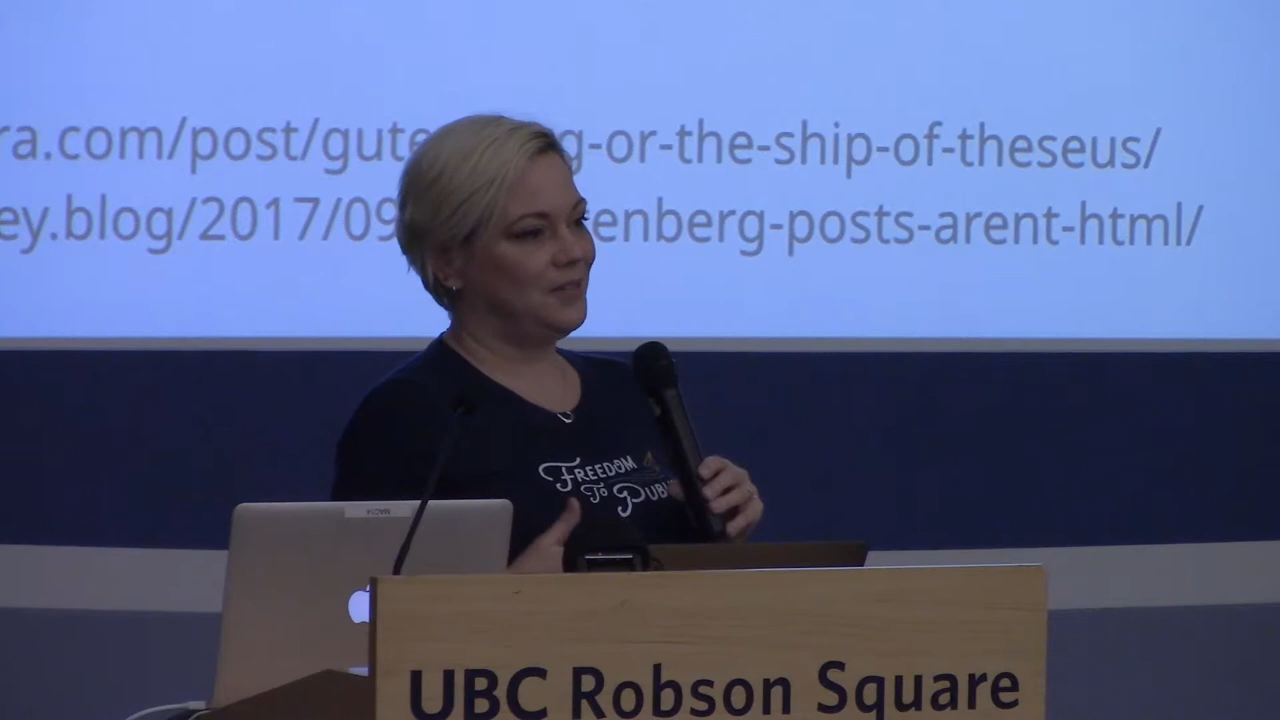 ra.com/post/gute g-or-the-ship-of-theseus/
ey.blog/2017/09 enberg-posts-arent-html/
FREEDOM
To PUBL
MAC14
UBC Robson Square